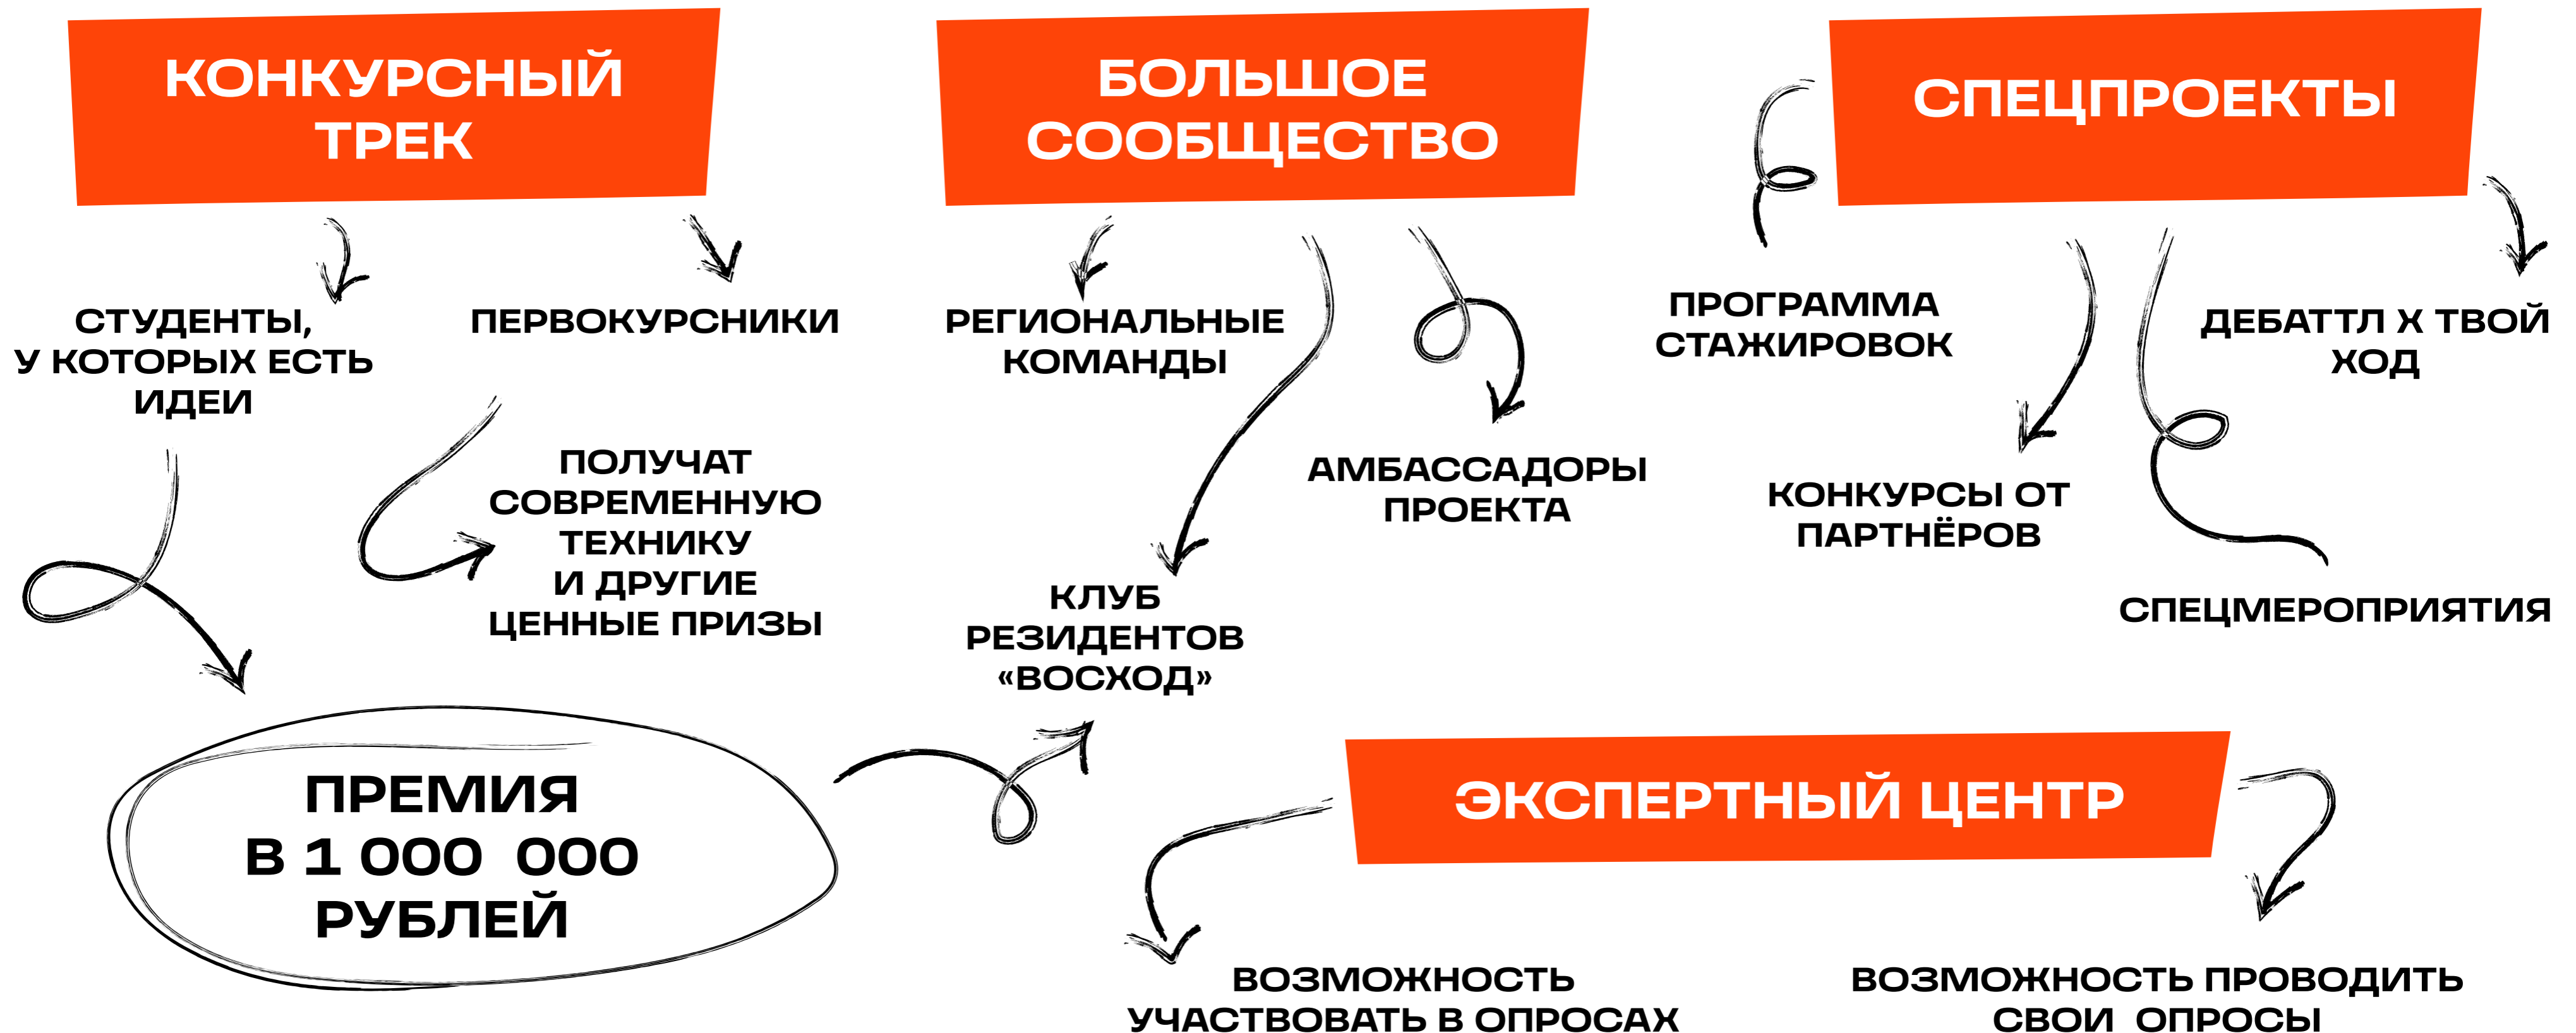 КОНКУРСНЫЙ
ТРЕК
СТУДЕНТЫ,
У КОТОРЫХ ЕСТЬ
ИДЕИ
ПЕРВОКУРСНИКИ
ПОЛУЧАТ
СОВРЕМЕННУЮ
ТЕХНИКУ
И ДРУГИЕ
ЦЕННЫЕ ПРИЗЫ
ПРЕМИЯ
В 1 000 000
РУБЛЕЙ
БОЛЬШОЕ
СООБЩЕСТВО
РЕГИОНАЛЬНЫЕ
КОМАНДЫ
АМБАССАДОРЫ
ПРОЕКТА
КЛУБ
РЕЗИДЕНТОВ
«ВОСХОД»
СПЕЦПРОЕКТЫ
ПРОГРАММА
СТАЖИРОВОК
ДЕБАТТЛ Х ТВОЙ
ХОД
КОНКУРСЫ ОТ
ПАРТНЁРОВ
СПЕЦМЕРОПРИЯТИЯ
ЭКСПЕРТНЫЙ ЦЕНТР
ВОЗМОЖНОСТЬ
УЧАСТВОВАТЬ В ОПРОСАХ
ВОЗМОЖНОСТЬ ПРОВОДИТЬ
СВОИ ОПРОСЫ